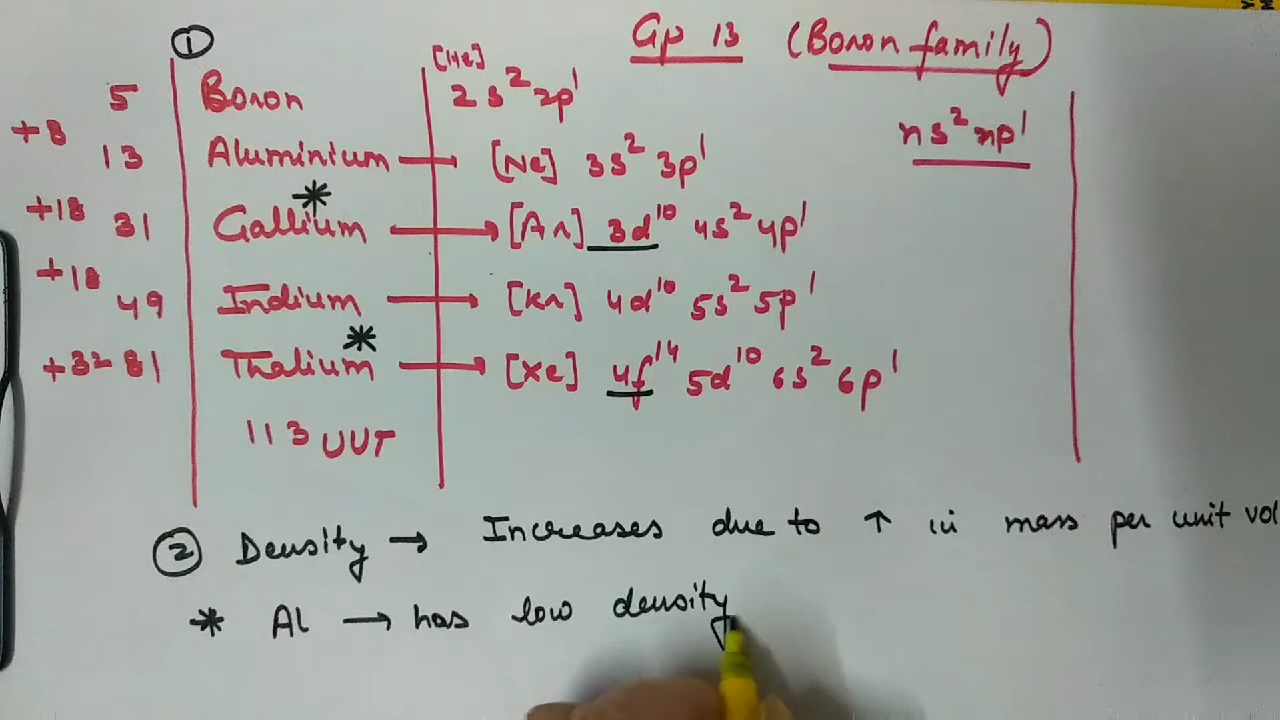 Gp 13 (Boron family)
①
5 Boron [He] 2s² 2p¹
ns² np¹
+8
13 Aluminium [Ne] 3s² 3p¹
*
+18 31 Gallium → [Ar] 3d¹⁰ 4s² 4p¹
+18
49 Indium → [Kr] 4d¹⁰ 5s² 5p¹
*
+32 81 Thalium → [Xe] 4f¹⁴ 5d¹⁰ 6s² 6p¹
113 UUT
② Density → Increases due to ↑ in mass per unit vol
* Al → has low density